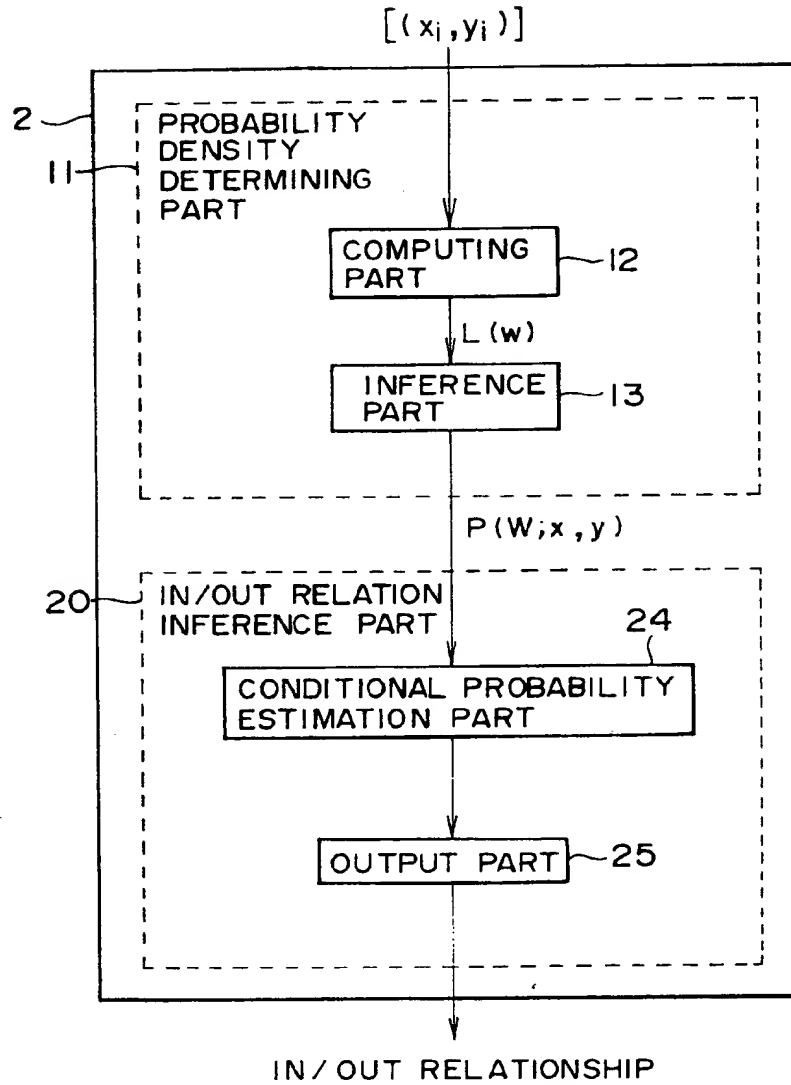 [(xi,yi)]
2
PROBABILITY
DENSITY
DETERMINING
PART
11
COMPUTING
PART
12
L(w)
INFERENCE
PART
13
P(W;x,y)
20
IN/OUT RELATION
INFERENCE PART
24
CONDITIONAL PROBABILITY
ESTIMATION PART
OUTPUT PART
25
IN/OUT RELATIONSHIP